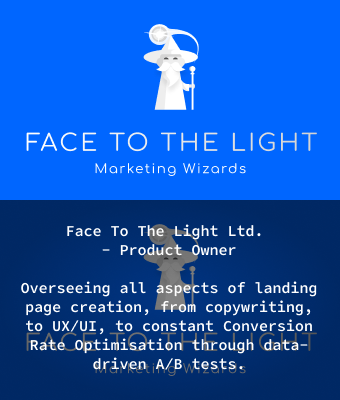 FACE TO THE LIGHT
Marketing Wizards
Face To The Light Ltd.
- Product Owner
Overseeing all aspects of landing
page creation, from copywriting,
to UX/UI, to constant Conversion
Rate Optimisation through data-
driven A/B tests.
FACE TO THE LIGHT
Marketing Wizards